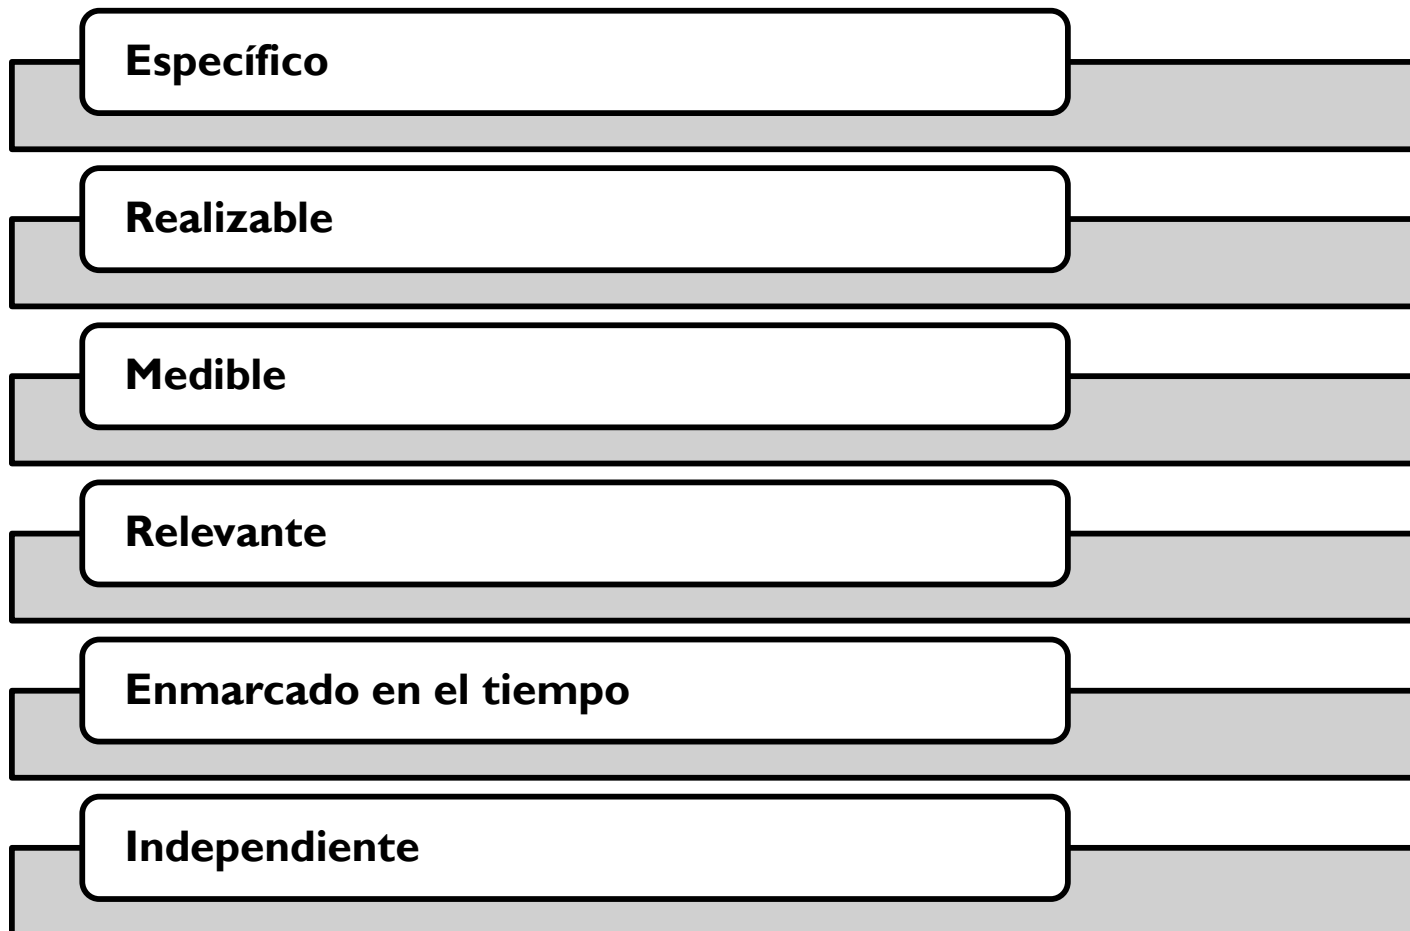 Específico
Realizable
Medible
Relevante
Enmarcado en el tiempo
Independiente